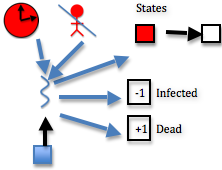 States
-1 Infected
+1 Dead